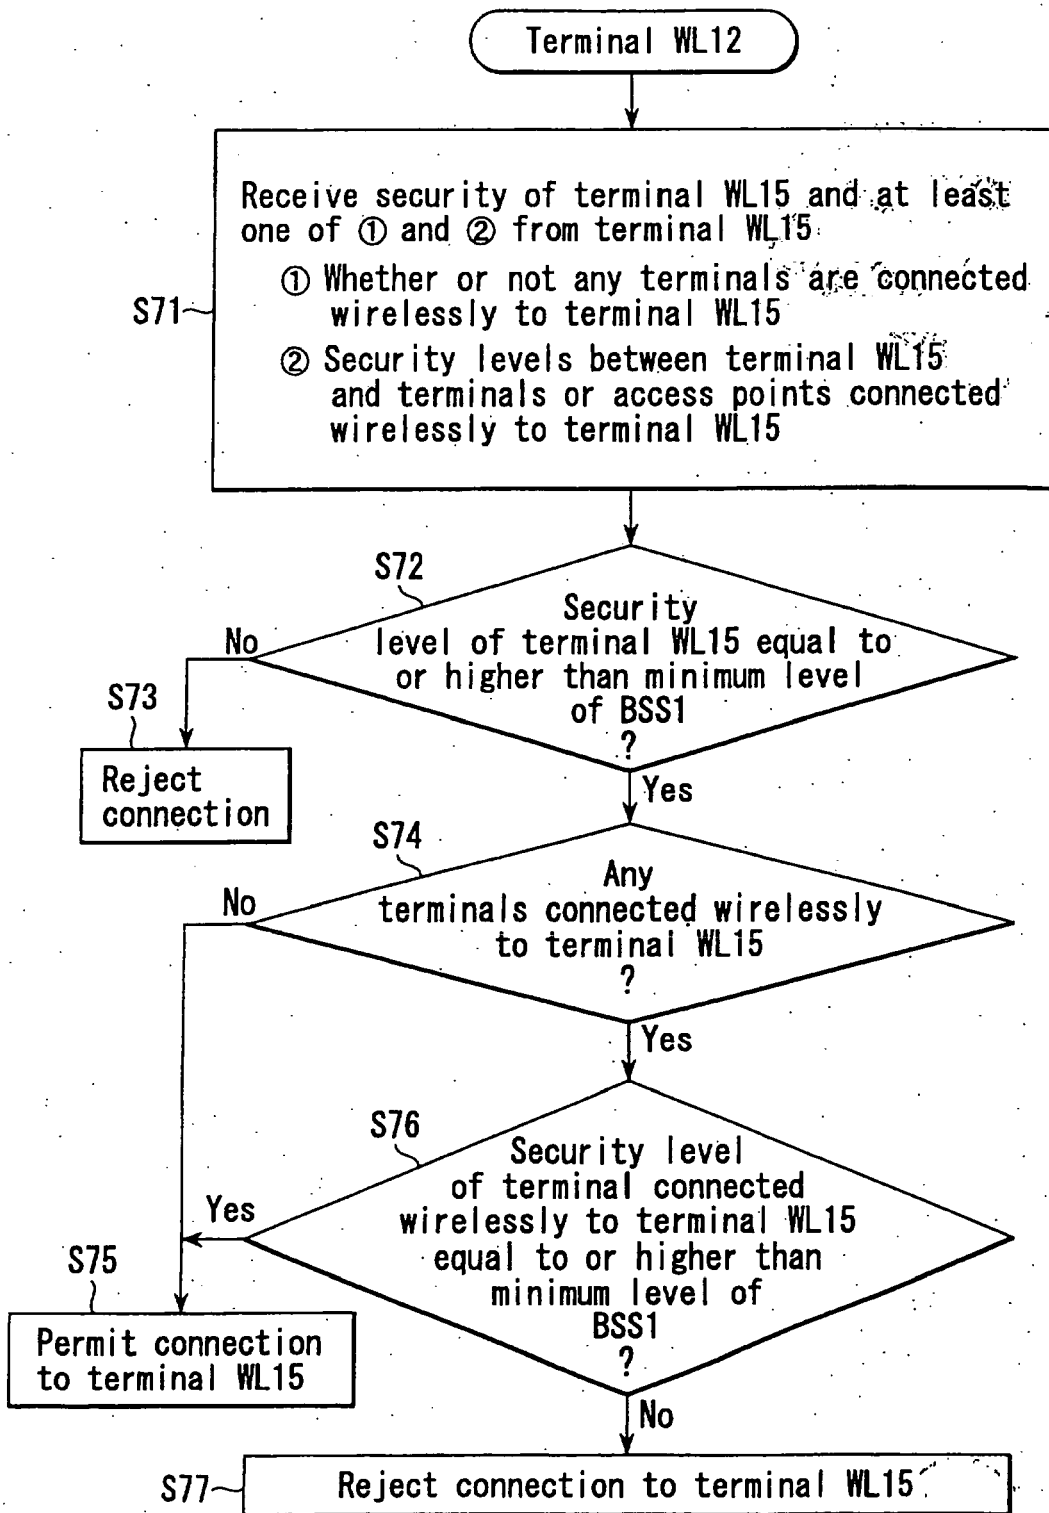 Terminal WL12
Receive security of terminal WL15 and at least
one of ① and ② from terminal WL15
① Whether or not any terminals are connected
wirelessly to terminal WL15
② Security levels between terminal WL15
and terminals or access points connected
wirelessly to terminal WL15
S71
S72
Security
level of terminal WL15 equal to
or higher than minimum level
of BSS1
?
No
Yes
S73
Reject
connection
S74
Any
terminals connected wirelessly
to terminal WL15
?
No
Yes
S76
Security level
of terminal connected
wirelessly to terminal WL15
equal to or higher than
minimum level of
BSS1
?
Yes
No
S75
Permit connection
to terminal WL15
S77
Reject connection to terminal WL15